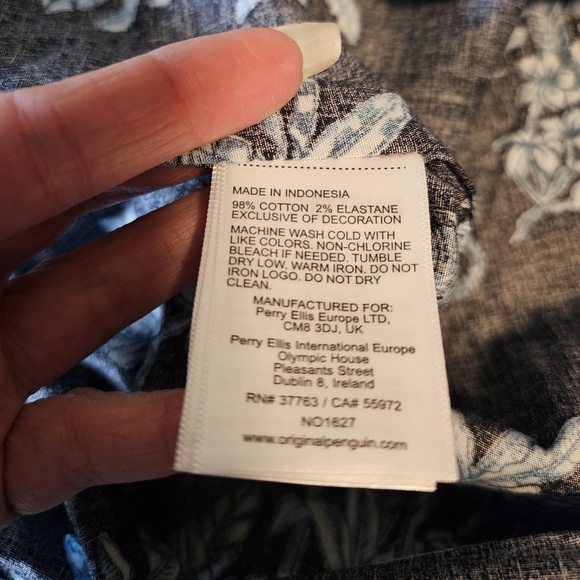 MADE IN INDONESIA
98% COTTON 2% ELASTANE
EXCLUSIVE OF DECORATION
MACHINE WASH COLD WITH
LIKE COLORS. NON-CHLORINE
BLEACH IF NEEDED. TUMBLE
DRY LOW. WARM IRON. DO NOT
IRON LOGO. DO NOT DRY
CLEAN.
MANUFACTURED FOR:
Perry Ellis Europe LTD,
CM8 3DJ, UK
Perry Ellis International Europe
Olympic House
Pleasants Street
Dublin 8, Ireland
RN# 37763 / CA# 55972
NO1627
www.originalpenguin.com